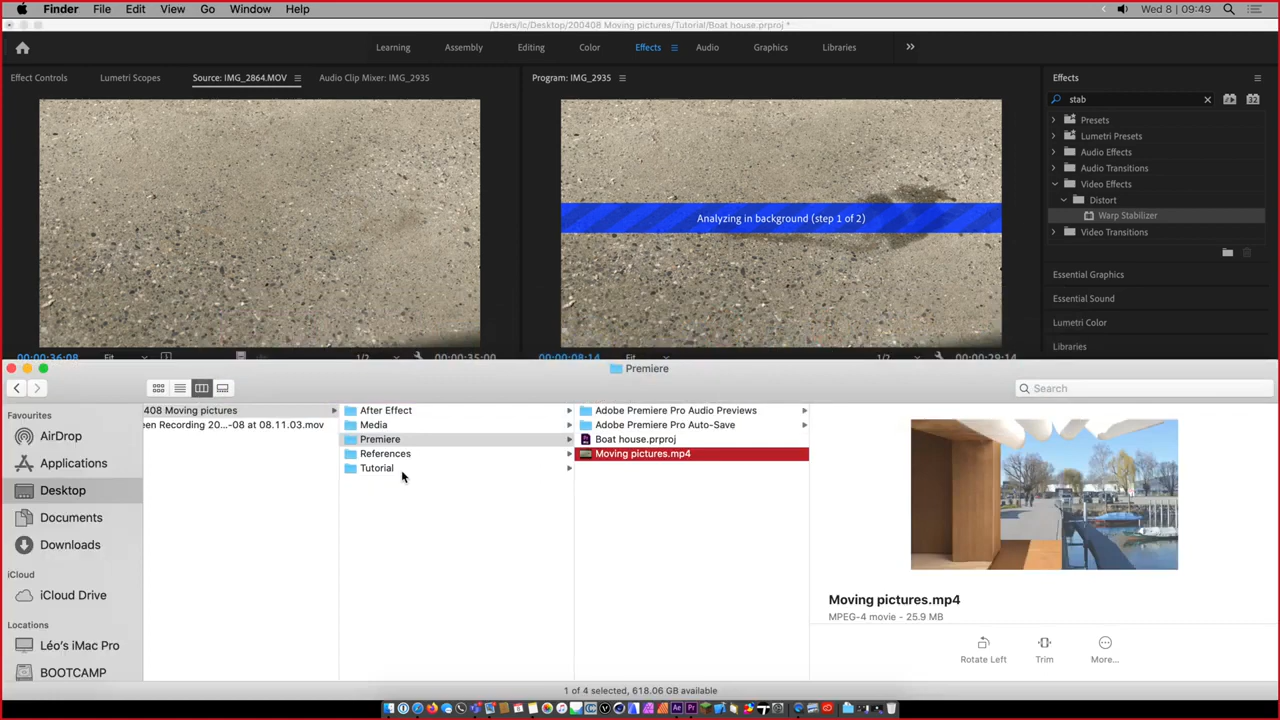 Finder File Edit View Go Window Help Wed 8 | 09:49
/Users/lc/Desktop/200408 Moving pictures/Tutorial/Boat house.prproj *
Learning Assembly Editing Color Effects Audio Graphics Libraries
Effect Controls Lumetri Scopes Source: IMG_2864.MOV Audio Clip Mixer: IMG_2935 Program: IMG_2935 Effects
stab
Presets
Lumetri Presets
Audio Effects
Audio Transitions
Video Effects
Distort
Warp Stabilizer
Video Transitions
Analyzing in background (step 1 of 2)
Essential Graphics
Essential Sound
Lumetri Color
Libraries
00:00:36:08 Fit 1/2 00:00:35:00 00:00:08:14 Fit 1/2 00:00:29:14
Premiere
Search
Favourites
AirDrop
Applications
Desktop
Documents
Downloads
iCloud
iCloud Drive
Locations
Léo's iMac Pro
BOOTCAMP
408 Moving pictures
een Recording 20...-08 at 08.11.03.mov
After Effect
Media
Premiere
References
Tutorial
Adobe Premiere Pro Audio Previews
Adobe Premiere Pro Auto-Save
Boat house.prproj
Moving pictures.mp4
Moving pictures.mp4
MPEG-4 movie - 25.9 MB
Rotate Left Trim More...
1 of 4 selected, 618.06 GB available